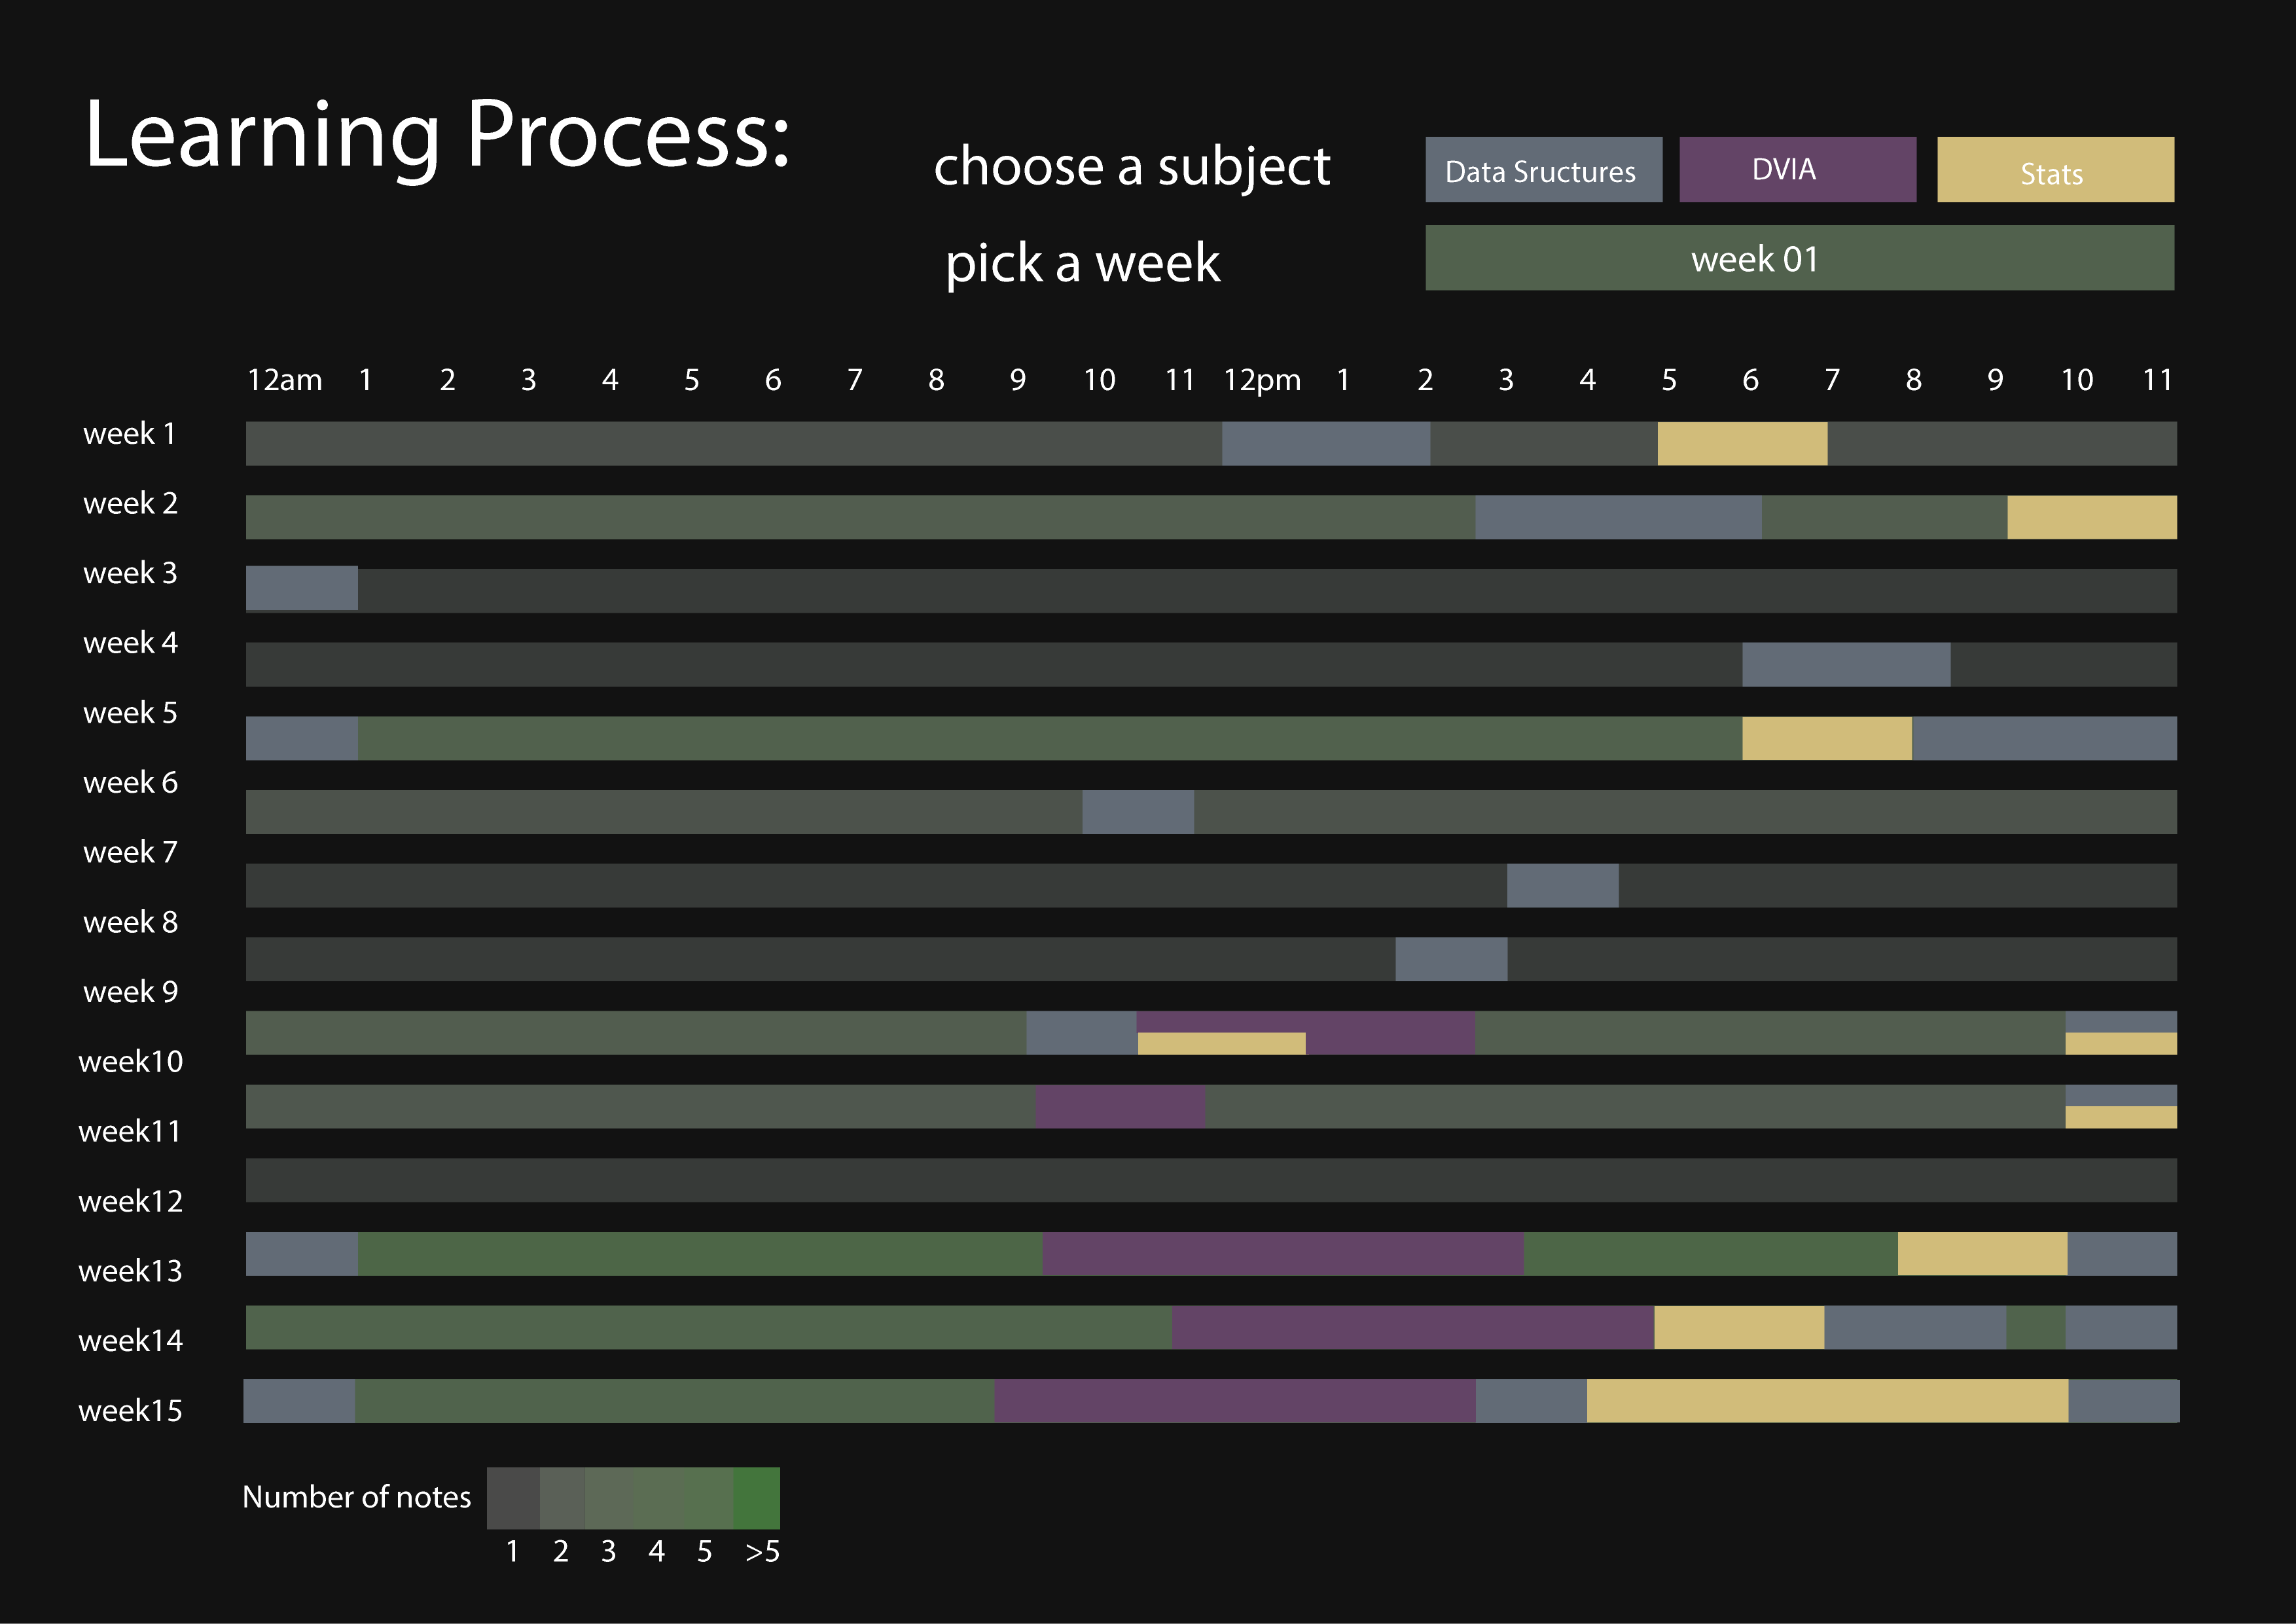 Learning Process:
choose a subject
Data Sructures DVIA Stats
pick a week
week 01
12am 1 2 3 4 5 6 7 8 9 10 11 12pm 1 2 3 4 5 6 7 8 9 10 11
week 1
week 2
week 3
week 4
week 5
week 6
week 7
week 8
week 9
week10
week11
week12
week13
week14
week15
Number of notes
1 2 3 4 5 >5